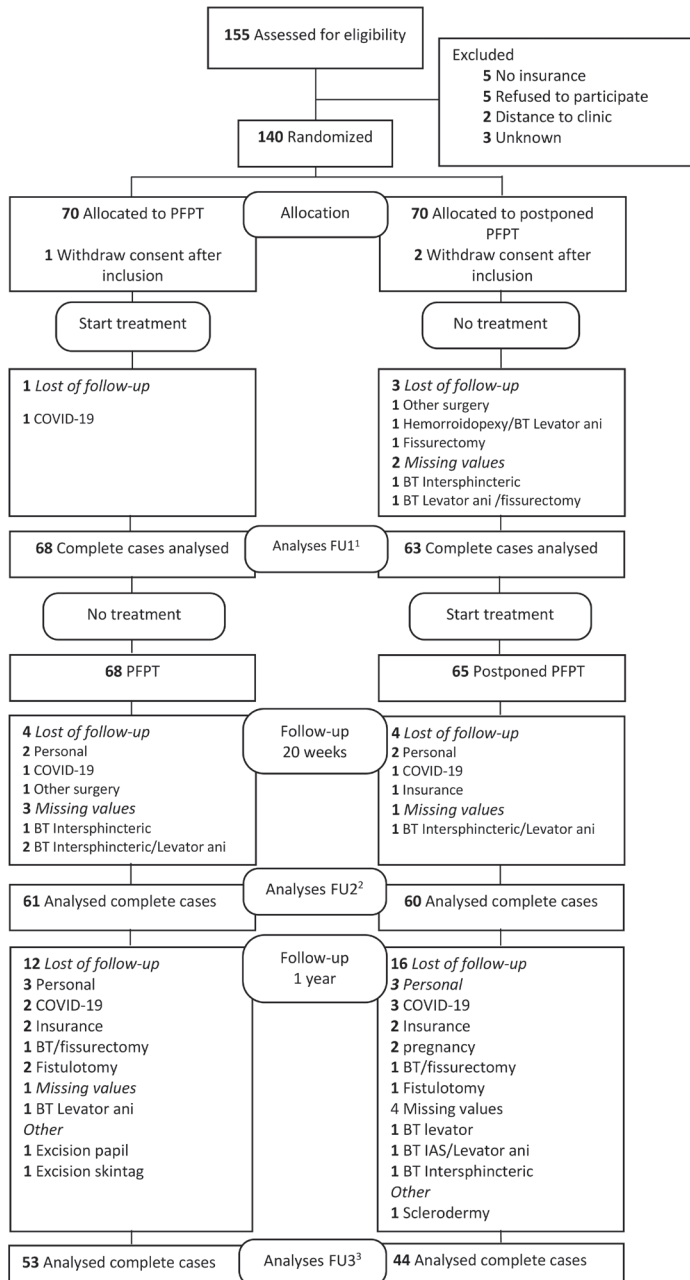 155 Assessed for eligibility
Excluded
5 No insurance
5 Refused to participate
2 Distance to clinic
3 Unknown
140 Randomized
70 Allocated to PFPT
1 Withdraw consent after
inclusion
Allocation
70 Allocated to postponed
PFPT
2 Withdraw consent after
inclusion
Start treatment
No treatment
1 Lost of follow-up
1 COVID-19
3 Lost of follow-up
1 Other surgery
1 Hemorroidopexy/BT Levator ani
1 Fissurectomy
2 Missing values
1 BT Intersphincteric
1 BT Levator ani /fissurectomy
68 Complete cases analysed
Analyses FU1¹
63 Complete cases analysed
No treatment
Start treatment
68 PFPT
65 Postponed PFPT
4 Lost of follow-up
2 Personal
1 COVID-19
1 Other surgery
3 Missing values
1 BT Intersphincteric
2 BT Intersphincteric/Levator ani
Follow-up
20 weeks
4 Lost of follow-up
2 Personal
1 COVID-19
1 Insurance
1 Missing values
1 BT Intersphincteric/Levator ani
61 Analysed complete cases
Analyses FU2²
60 Analysed complete cases
12 Lost of follow-up
3 Personal
2 COVID-19
2 Insurance
1 BT/fissurectomy
2 Fistulotomy
1 Missing values
1 BT Levator ani
Other
1 Excision papil
1 Excision skintag
Follow-up
1 year
16 Lost of follow-up
3 Personal
3 COVID-19
2 Insurance
2 pregnancy
1 BT/fissurectomy
1 Fistulotomy
4 Missing values
1 BT levator
1 BT IAS/Levator ani
1 BT Intersphincteric
Other
1 Sclerodermy
53 Analysed complete cases
Analyses FU3³
44 Analysed complete cases